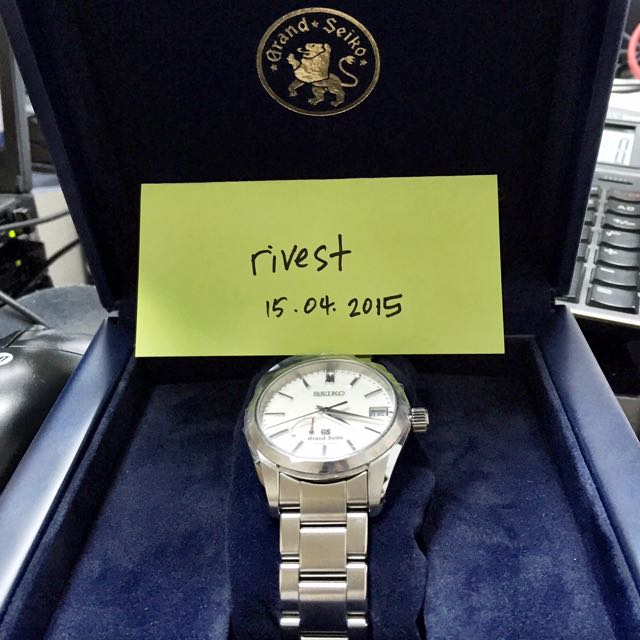 Grand Seiko
rivest
15.04.2015
SEIKO
GS
Grand Seiko